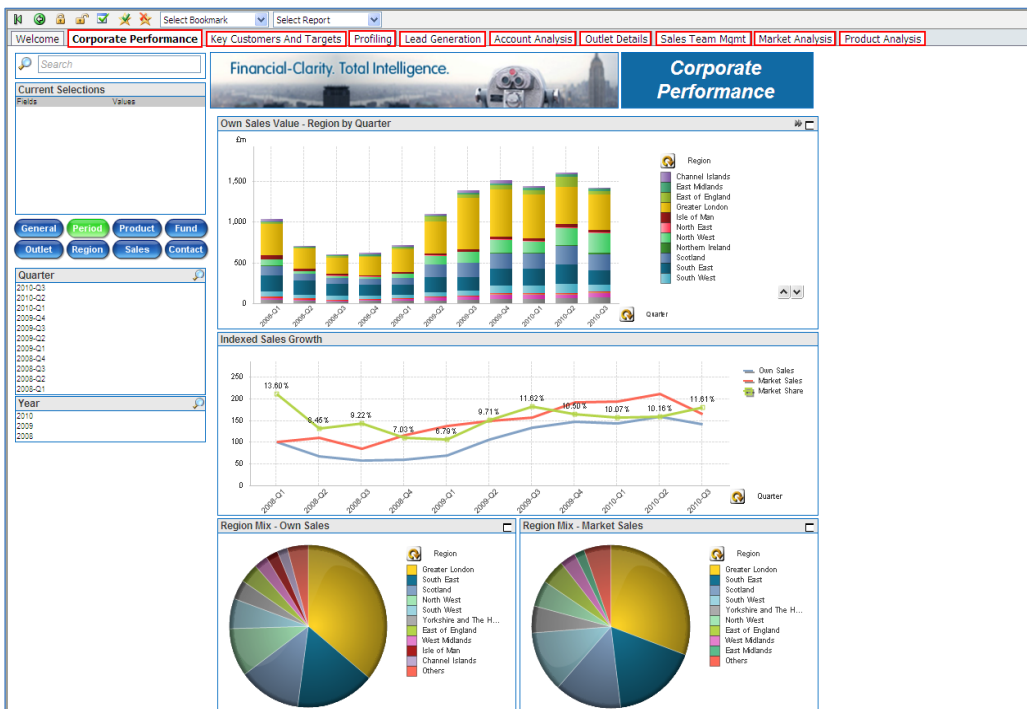 Select Bookmark Select Report
Welcome Corporate Performance Key Customers And Targets Profiling Lead Generation Account Analysis Outlet Details Sales Team Mgmt Market Analysis Product Analysis
Search
Current Selections
Fields Values
General Period Product Fund
Outlet Region Sales Contact
Quarter
2010-Q3
2010-Q2
2010-Q1
2009-Q4
2009-Q3
2009-Q2
2009-Q1
2008-Q4
2008-Q3
2008-Q2
2008-Q1
Year
2010
2009
2008
Financial-Clarity. Total Intelligence.
Corporate
Performance
Own Sales Value - Region by Quarter
£m
1,500
1,000
500
0
2008-Q1 2008-Q2 2008-Q3 2008-Q4 2009-Q1 2009-Q2 2009-Q3 2009-Q4 2010-Q1 2010-Q2 2010-Q3
Quarter
Region
Channel Islands
East Midlands
East of England
Greater London
Isle of Man
North East
North West
Northern Ireland
Scotland
South East
South West
Indexed Sales Growth
250
200
150
100
50
0
13.60% 8.46% 9.22% 7.03% 6.79% 9.71% 11.62% 10.50% 10.07% 10.16% 11.61%
2008-Q1 2008-Q2 2008-Q3 2008-Q4 2009-Q1 2009-Q2 2009-Q3 2009-Q4 2010-Q1 2010-Q2 2010-Q3
Quarter
Own Sales
Market Sales
Market Share
Region Mix - Own Sales
Region
Greater London
South East
Scotland
North West
South West
Yorkshire and The H...
East of England
West Midlands
Isle of Man
Channel Islands
Others
Region Mix - Market Sales
Region
Greater London
South East
Scotland
South West
Yorkshire and The H...
North West
East of England
West Midlands
East Midlands
Others